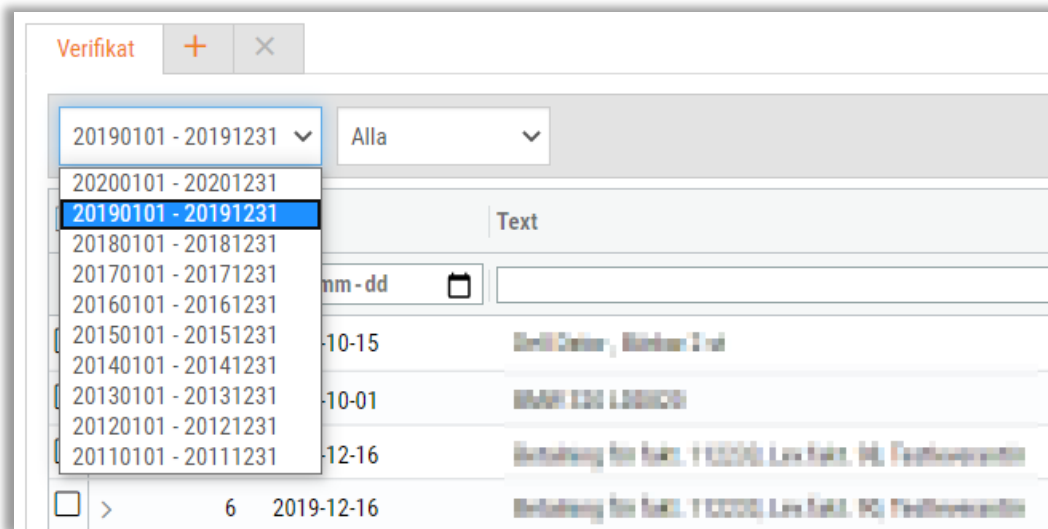 Verifikat + ×
20190101 - 20191231 Alla
20200101 - 20201231
20190101 - 20191231
20180101 - 20181231
20170101 - 20171231
20160101 - 20161231
20150101 - 20151231
20140101 - 20141231
20130101 - 20131231
20120101 - 20121231
20110101 - 20111231
Text
mm-dd
-10-15
-10-01
-12-16
6 2019-12-16